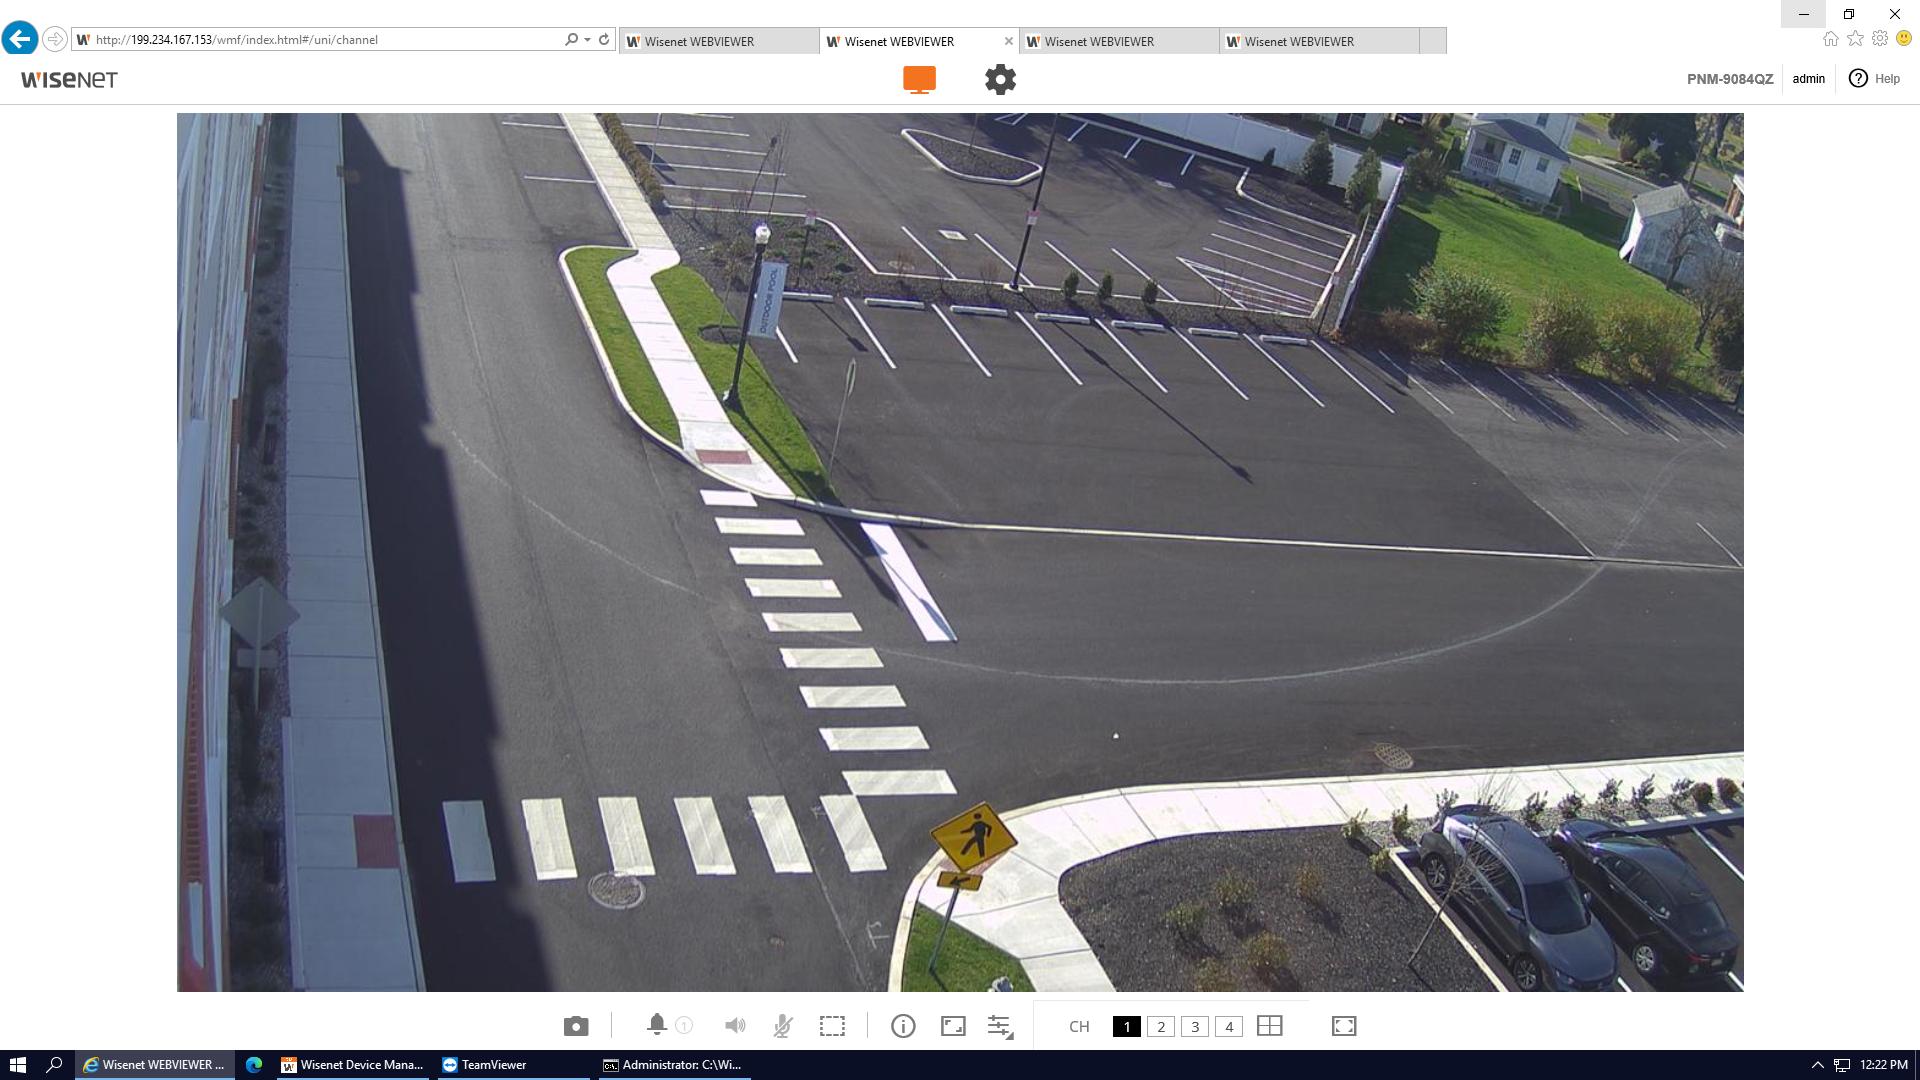 http://199.234.167.153/wmf/index.html#/uni/channel
Wisenet WEBVIEWER
Wisenet WEBVIEWER
Wisenet WEBVIEWER
Wisenet WEBVIEWER
WISENET
PNM-9084QZ
admin
Help
OUTDOOR POOL
1
CH
1
2
3
4
Wisenet WEBVIEWER ...
Wisenet Device Mana...
TeamViewer
Administrator: C:\Wi...
12:22 PM